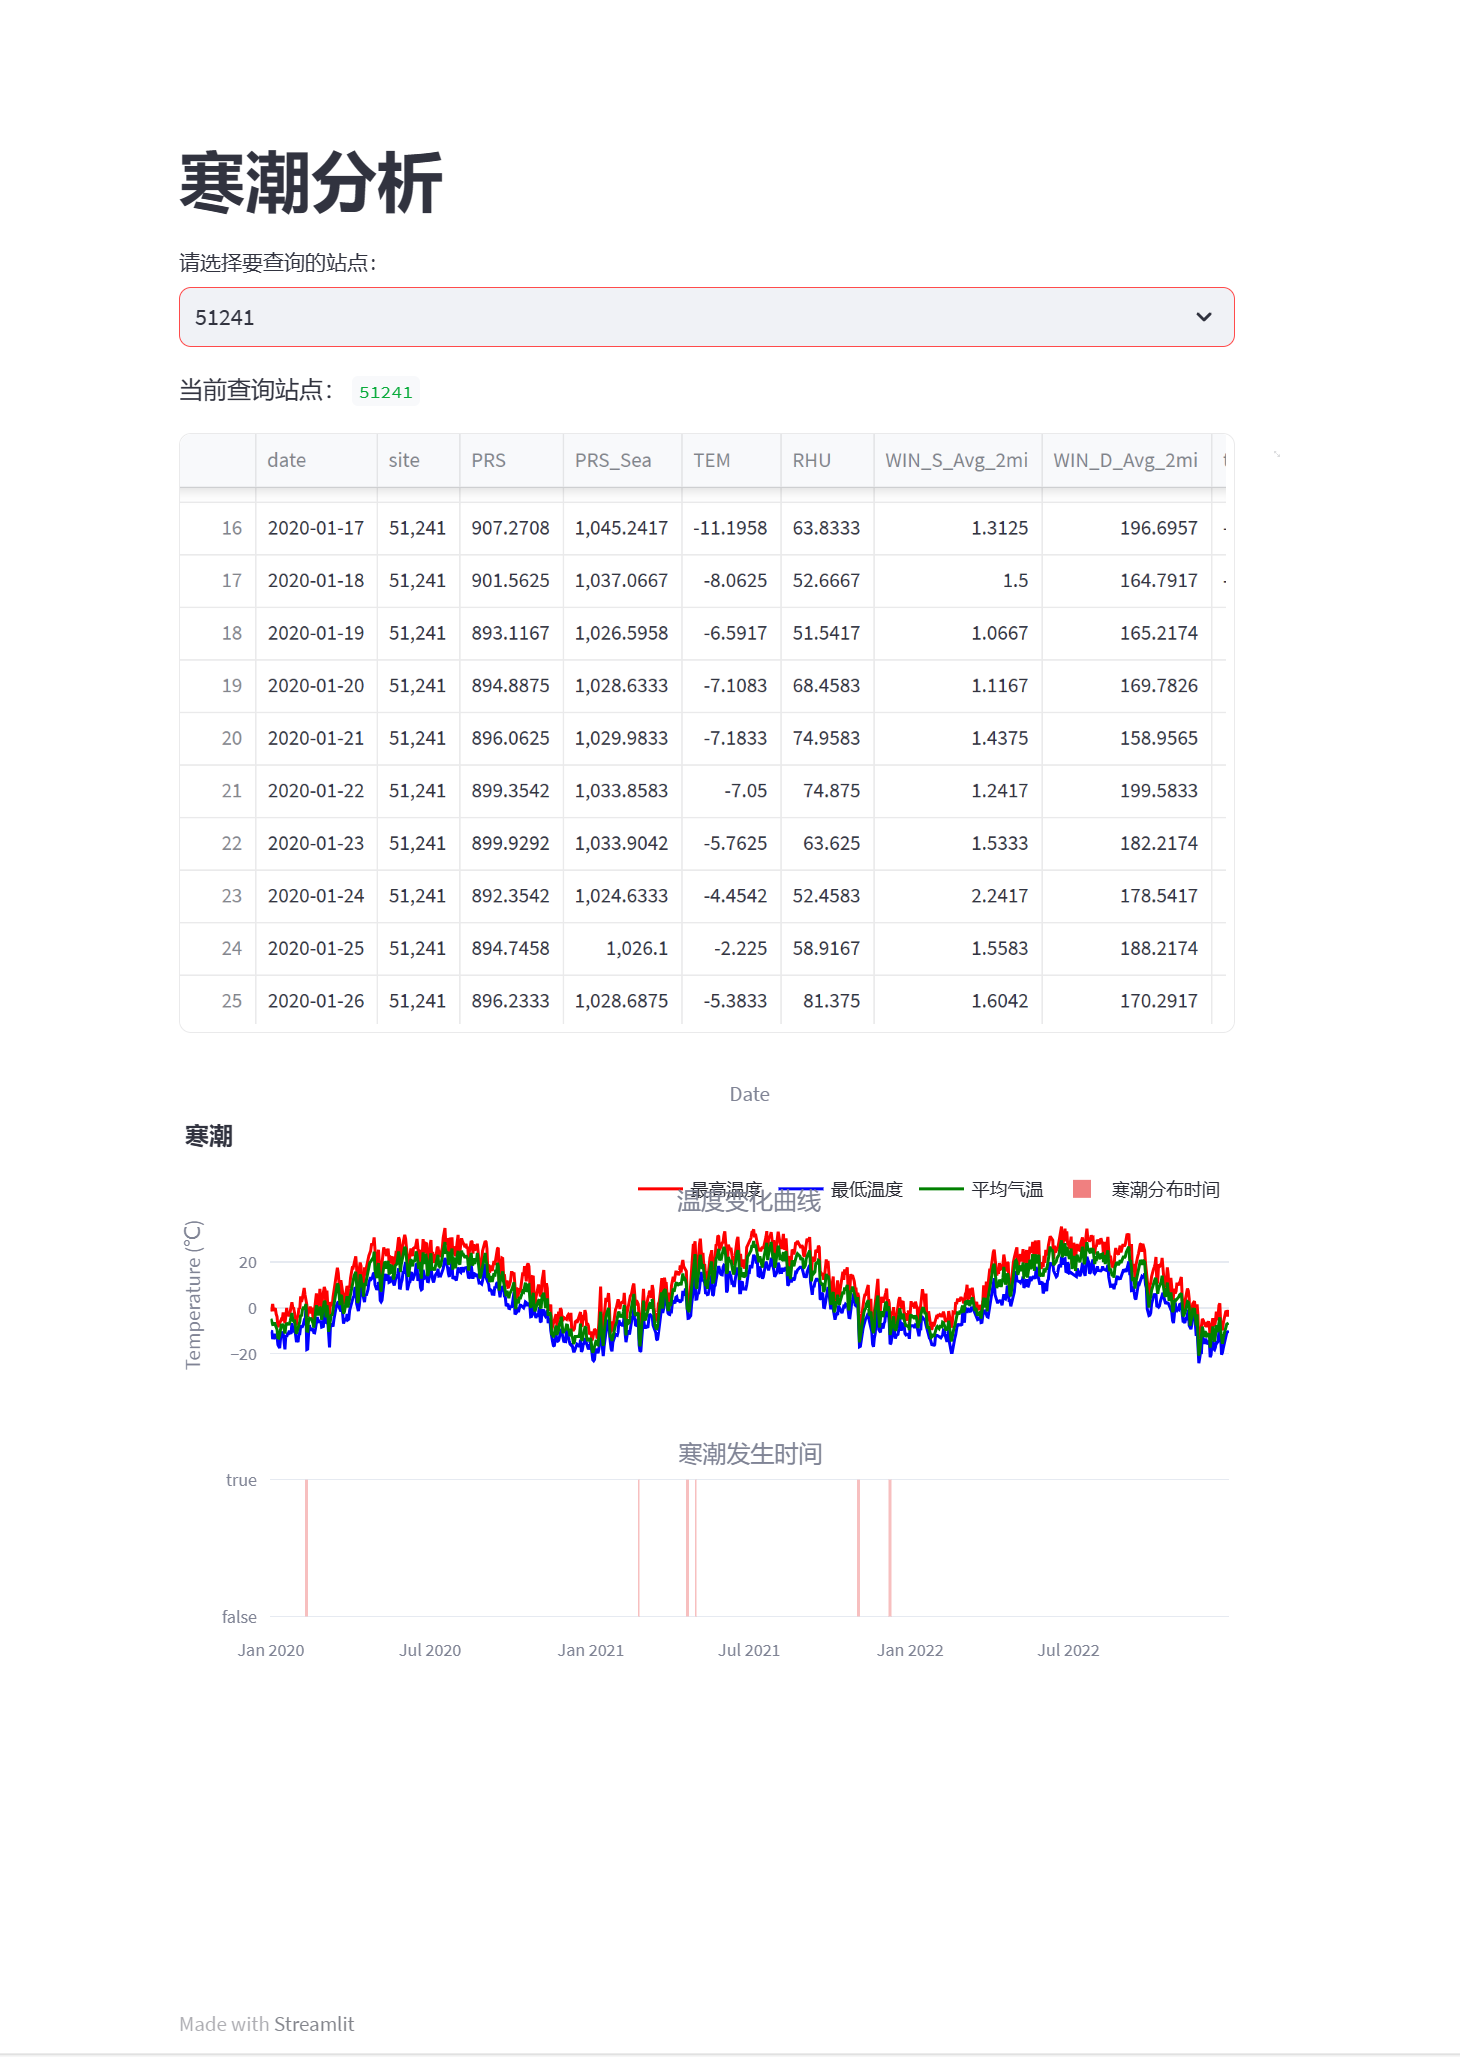 寒潮分析
请选择要查询的站点：
51241
当前查询站点： 51241
date site PRS PRS_Sea TEM RHU WIN_S_Avg_2mi WIN_D_Avg_2mi
16 2020-01-17 51,241 907.2708 1,045.2417 -11.1958 63.8333 1.3125 196.6957
17 2020-01-18 51,241 901.5625 1,037.0667 -8.0625 52.6667 1.5 164.7917
18 2020-01-19 51,241 893.1167 1,026.5958 -6.5917 51.5417 1.0667 165.2174
19 2020-01-20 51,241 894.8875 1,028.6333 -7.1083 68.4583 1.1167 169.7826
20 2020-01-21 51,241 896.0625 1,029.9833 -7.1833 74.9583 1.4375 158.9565
21 2020-01-22 51,241 899.3542 1,033.8583 -7.05 74.875 1.2417 199.5833
22 2020-01-23 51,241 899.9292 1,033.9042 -5.7625 63.625 1.5333 182.2174
23 2020-01-24 51,241 892.3542 1,024.6333 -4.4542 52.4583 2.2417 178.5417
24 2020-01-25 51,241 894.7458 1,026.1 -2.225 58.9167 1.5583 188.2174
25 2020-01-26 51,241 896.2333 1,028.6875 -5.3833 81.375 1.6042 170.2917
Date
寒潮
最高温度 最低温度 平均气温 寒潮分布时间
温度变化曲线
Temperature (℃)
20
0
−20
寒潮发生时间
true
false
Jan 2020 Jul 2020 Jan 2021 Jul 2021 Jan 2022 Jul 2022
Made with Streamlit